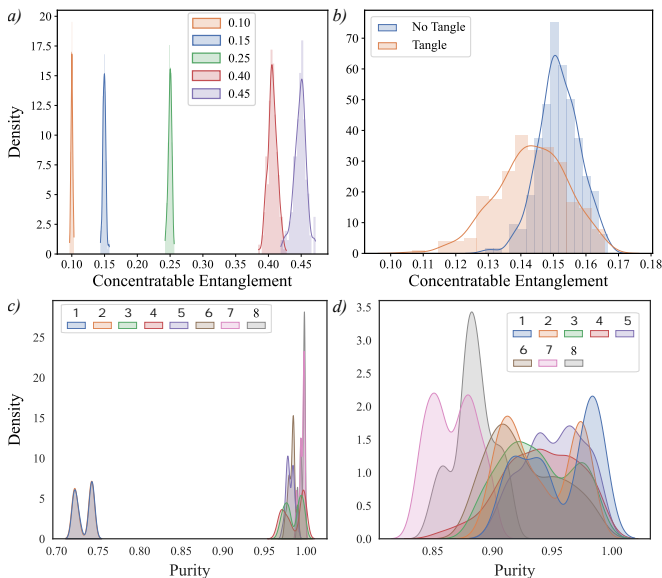 a)
20.0
17.5
15.0
12.5
10.0
7.5
5.0
2.5
0
Density
0.10
0.15
0.25
0.40
0.45
0.10 0.15 0.20 0.25 0.30 0.35 0.40 0.45
Concentratable Entanglement
b)
70
60
50
40
30
20
10
0
No Tangle
Tangle
0.10 0.11 0.12 0.13 0.14 0.15 0.16 0.17 0.18
Concentratable Entanglement
c)
25
20
15
10
5
0
Density
1 2 3 4 5 6 7 8
0.70 0.75 0.80 0.85 0.90 0.95 1.00
Purity
d)
3.5
3.0
2.5
2.0
1.5
1.0
0.5
0.0
1 2 3 4 5
6 7 8
0.85 0.90 0.95 1.00
Purity